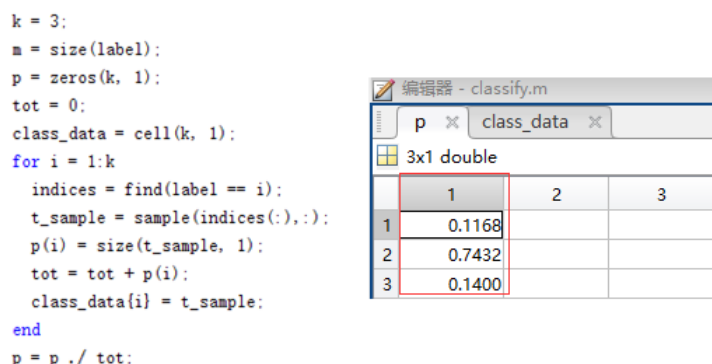 k = 3;
m = size(label);
p = zeros(k, 1);
tot = 0;
class_data = cell(k, 1);
for i = 1:k
indices = find(label == i);
t_sample = sample(indices(:),:);
p(i) = size(t_sample, 1);
tot = tot + p(i);
class_data{i} = t_sample;
end
p = p ./ tot;
编辑器 - classify.m
p class_data
3x1 double
1 2 3
1 0.1168
2 0.7432
3 0.1400